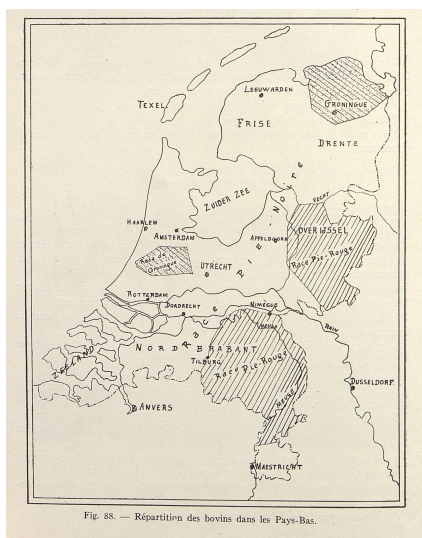 TEXEL
LEEUWARDEN
GRONINGUE
FRISE
DRENTE
ZUIDER ZEE
VECHT
HAARLEM
AMSTERDAM
APPELDOORN
OVERIJSSEL
Race Pie-Rouge
Race de
Groningue
UTRECHT
Race Pie-Noire
ROTTERDAM
DORDRECHT
NIMÈGUE
MEUSE
RHIN
ZEELAND
NORD BRABANT
TILBURG
Race Pie-Rouge
MEUSE
DUSSELDORF
ANVERS
MAESTRICHT
Fig. 88. — Répartition des bovins dans les Pays-Bas.